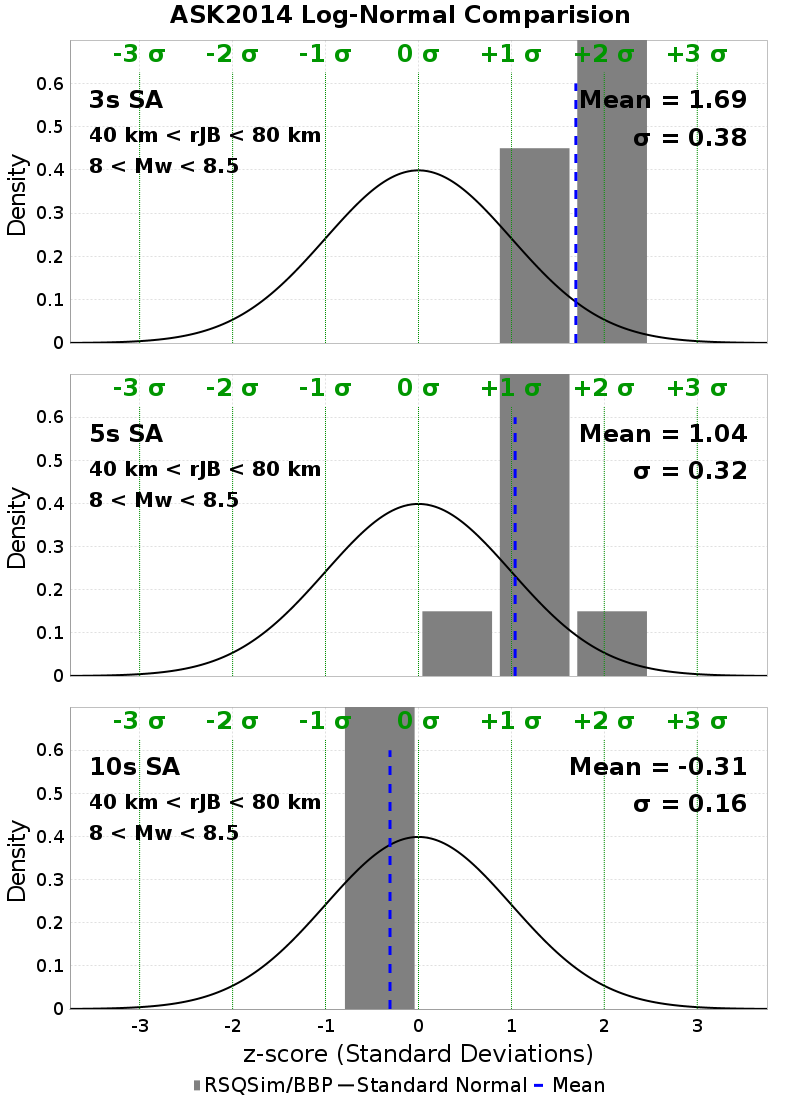 ASK2014 Log-Normal Comparision
-3 σ -2 σ -1 σ 0 σ +1 σ +2 σ +3 σ
0.6
3s SA Mean = 1.69
0.5
40 km < rJB < 80 km σ = 0.38
8 < Mw < 8.5
0.4
0.3
0.2
0.1
0
Density
-3 σ -2 σ -1 σ 0 σ +1 σ +2 σ +3 σ
0.6
5s SA Mean = 1.04
0.5
40 km < rJB < 80 km σ = 0.32
8 < Mw < 8.5
0.4
0.3
0.2
0.1
0
Density
-3 σ -2 σ -1 σ 0 σ +1 σ +2 σ +3 σ
0.6
10s SA Mean = -0.31
0.5
40 km < rJB < 80 km σ = 0.16
8 < Mw < 8.5
0.4
0.3
0.2
0.1
0
Density
-3 -2 -1 0 1 2 3
z-score (Standard Deviations)
RSQSim/BBP Standard Normal Mean